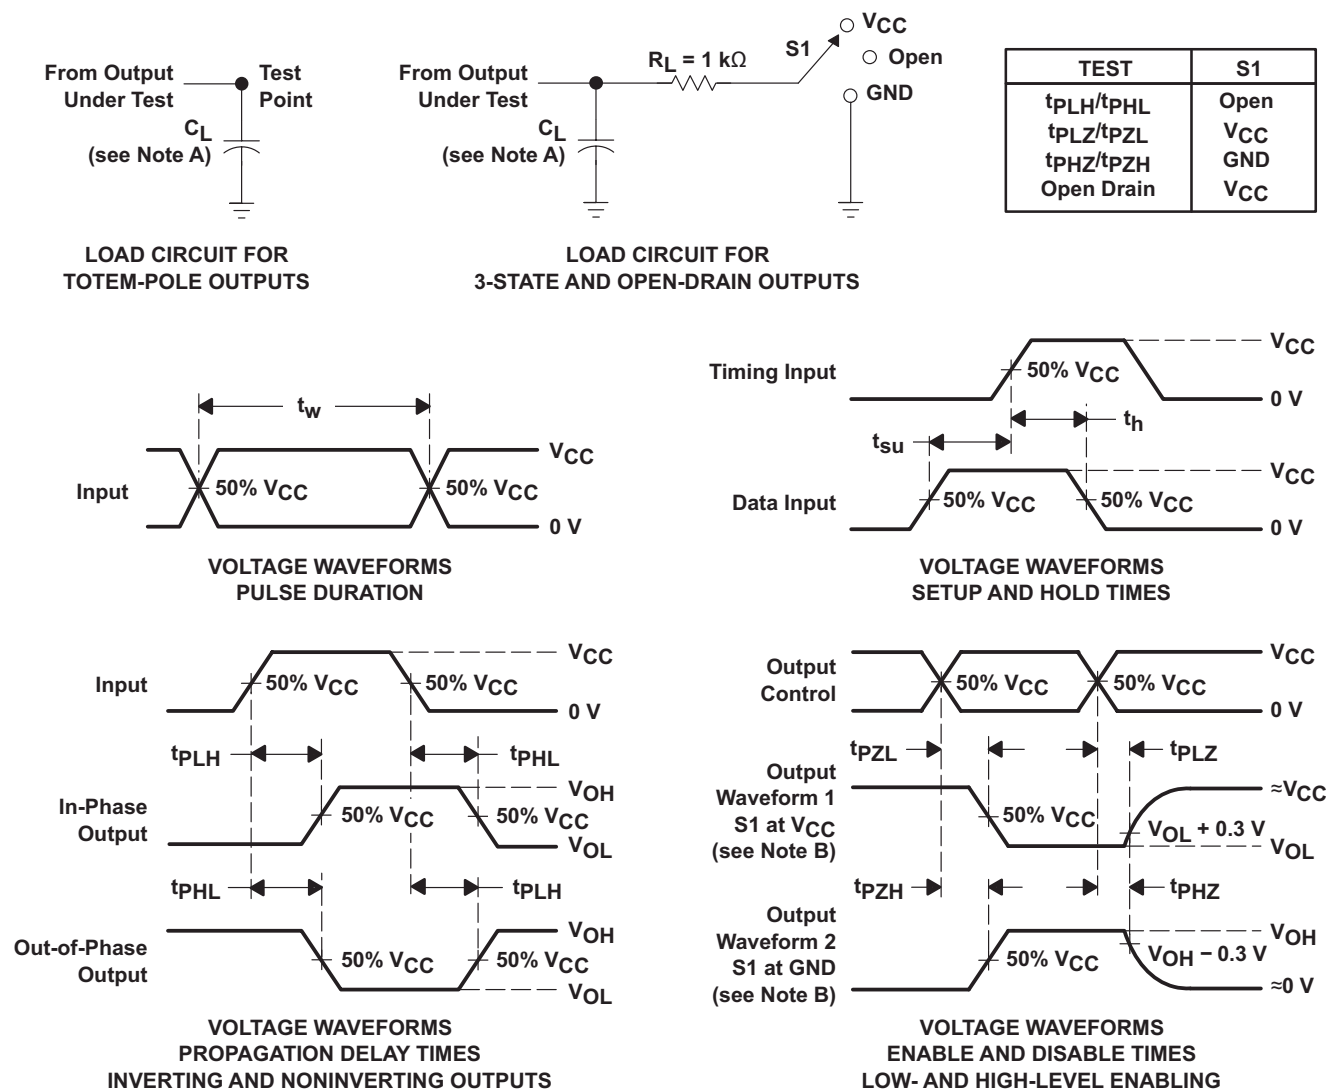 From Output
Under Test
Test
Point
CL
(see Note A)
LOAD CIRCUIT FOR
TOTEM-POLE OUTPUTS
From Output
Under Test
RL = 1 kΩ
S1
VCC
Open
GND
CL
(see Note A)
LOAD CIRCUIT FOR
3-STATE AND OPEN-DRAIN OUTPUTS
TEST S1
tPLH/tPHL Open
tPLZ/tPZL VCC
tPHZ/tPZH GND
Open Drain VCC
tw
Input
50% VCC
50% VCC
VCC
0 V
VOLTAGE WAVEFORMS
PULSE DURATION
Timing Input
50% VCC
VCC
0 V
tsu
th
Data Input
50% VCC
50% VCC
VCC
0 V
VOLTAGE WAVEFORMS
SETUP AND HOLD TIMES
Input
50% VCC
50% VCC
VCC
0 V
tPLH
tPHL
In-Phase
Output
50% VCC
50% VCC
VOH
VOL
tPHL
tPLH
Out-of-Phase
Output
50% VCC
50% VCC
VOH
VOL
VOLTAGE WAVEFORMS
PROPAGATION DELAY TIMES
INVERTING AND NONINVERTING OUTPUTS
Output
Control
50% VCC
50% VCC
VCC
0 V
tPZL
tPLZ
Output
Waveform 1
S1 at VCC
(see Note B)
50% VCC
≈VCC
VOL + 0.3 V
VOL
tPZH
tPHZ
Output
Waveform 2
S1 at GND
(see Note B)
50% VCC
VOH
VOH − 0.3 V
≈0 V
VOLTAGE WAVEFORMS
ENABLE AND DISABLE TIMES
LOW- AND HIGH-LEVEL ENABLING